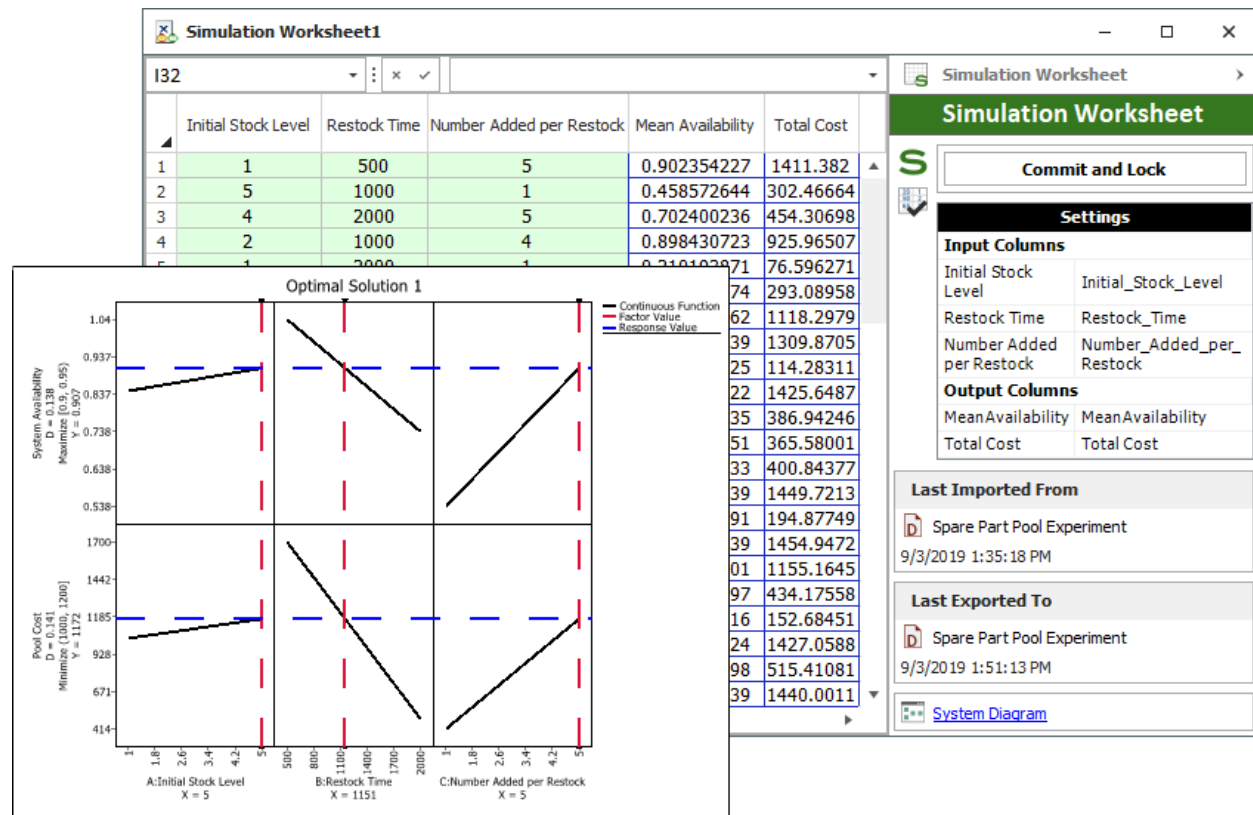 Simulation Worksheet1
I32
Initial Stock Level Restock Time Number Added per Restock Mean Availability Total Cost
1 1 500 5 0.902354227 1411.382
2 5 1000 1 0.458572644 302.46664
3 4 2000 5 0.702400236 454.30698
4 2 1000 4 0.898430723 925.96507
76.596271
74 293.08958
62 1118.2979
39 1309.8705
25 114.28311
22 1425.6487
35 386.94246
51 365.58001
33 400.84377
39 1449.7213
91 194.87749
39 1454.9472
01 1155.1645
97 434.17558
16 152.68451
24 1427.0588
98 515.41081
39 1440.0011
Simulation Worksheet
Simulation Worksheet
Commit and Lock
Settings
Input Columns
Initial Stock
Level
Initial_Stock_Level
Restock Time Restock_Time
Number Added
per Restock
Number_Added_per_
Restock
Output Columns
MeanAvailability MeanAvailability
Total Cost Total Cost
Last Imported From
Spare Part Pool Experiment
9/3/2019 1:35:18 PM
Last Exported To
Spare Part Pool Experiment
9/3/2019 1:51:13 PM
System Diagram
Optimal Solution 1
Continuous Function
Factor Value
Response Value
System Availability
D = 0.138
Maximize [0.9, 0.95)
Y = 0.907
1.04
0.937
0.837
0.738
0.638
0.538
Pool Cost
D = 0.141
Minimize (1000, 1200]
Y = 1172
1700
1442
1185
928
671
414
1 1.8 2.6 3.4 4.2 5
500 800 1100 1400 1700 2000
1 1.8 2.6 3.4 4.2 5
A:Initial Stock Level B:Restock Time C:Number Added per Restock
X = 5 X = 1151 X = 5